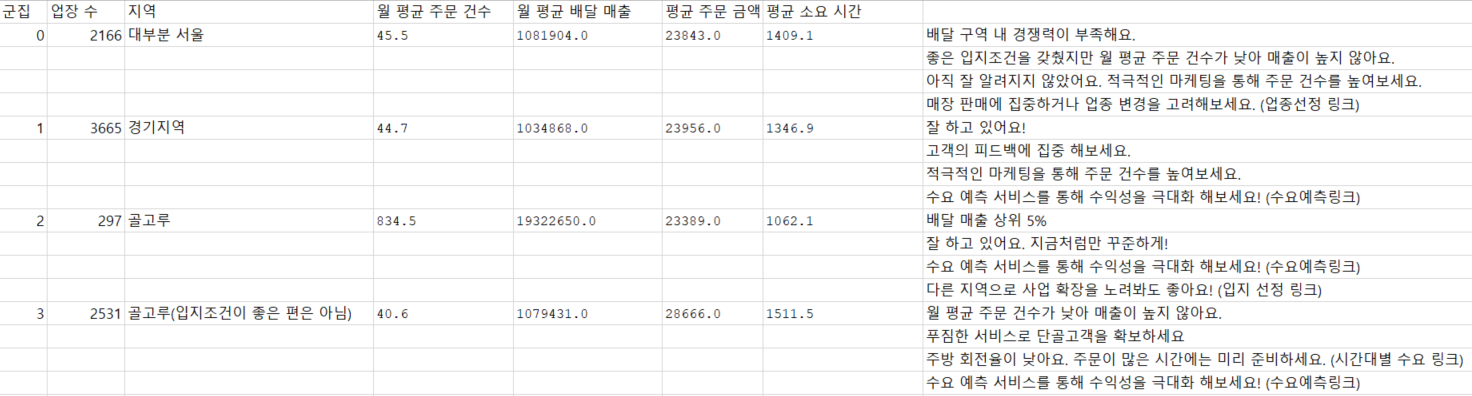 군집 업장 수 지역 월 평균 주문 건수 월 평균 배달 매출 평균 주문 금액 평균 소요 시간
0 2166 대부분 서울 45.5 1081904.0 23843.0 1409.1 배달 구역 내 경쟁력이 부족해요.
좋은 입지조건을 갖췄지만 월 평균 주문 건수가 낮아 매출이 높지 않아요.
아직 잘 알려지지 않았어요. 적극적인 마케팅을 통해 주문 건수를 높여보세요.
매장 판매에 집중하거나 업종 변경을 고려해보세요. (업종선정 링크)
1 3665 경기지역 44.7 1034868.0 23956.0 1346.9 잘 하고 있어요!
고객의 피드백에 집중 해보세요.
적극적인 마케팅을 통해 주문 건수를 높여보세요.
수요 예측 서비스를 통해 수익성을 극대화 해보세요! (수요예측링크)
2 297 골고루 834.5 19322650.0 23389.0 1062.1 배달 매출 상위 5%
잘 하고 있어요. 지금처럼만 꾸준하게!
수요 예측 서비스를 통해 수익성을 극대화 해보세요! (수요예측링크)
다른 지역으로 사업 확장을 노려봐도 좋아요! (입지 선정 링크)
3 2531 골고루(입지조건이 좋은 편은 아님) 40.6 1079431.0 28666.0 1511.5 월 평균 주문 건수가 낮아 매출이 높지 않아요.
푸짐한 서비스로 단골고객을 확보하세요
주방 회전율이 낮아요. 주문이 많은 시간에는 미리 준비하세요. (시간대별 수요 링크)
수요 예측 서비스를 통해 수익성을 극대화 해보세요! (수요예측링크)